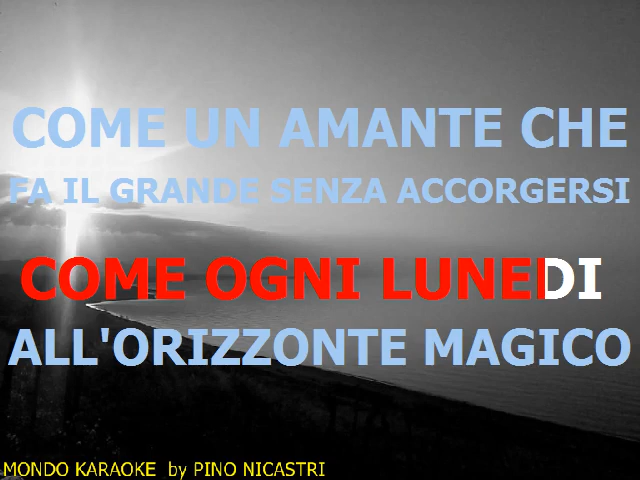 COME UN AMANTE CHE
FA IL GRANDE SENZA ACCORGERSI
COME OGNI LUNEDI
ALL'ORIZZONTE MAGICO
MONDO KARAOKE by PINO NICASTRI